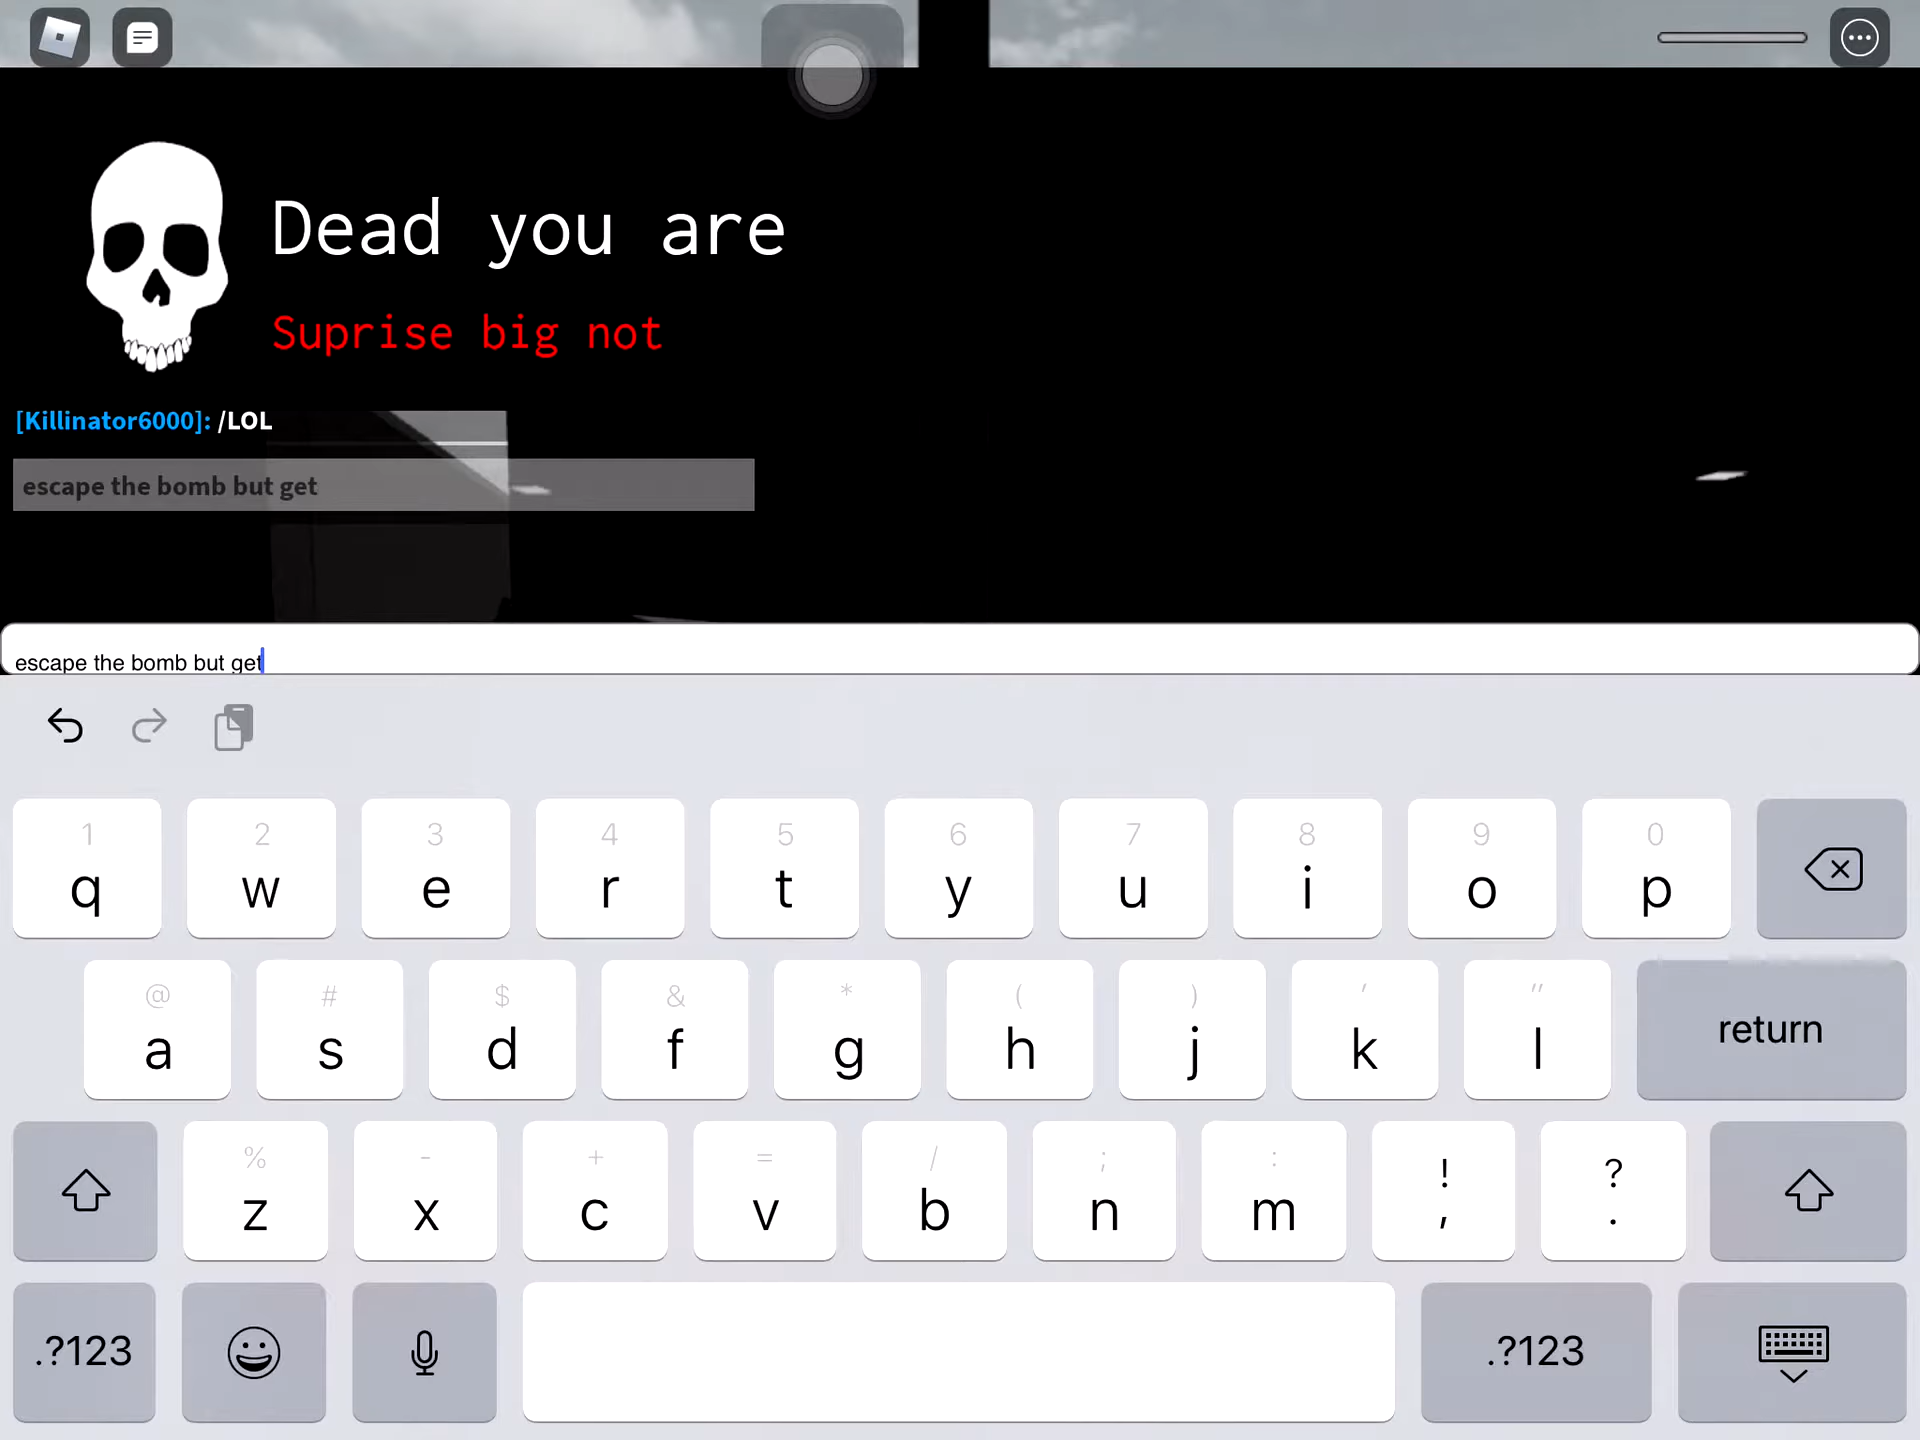 Dead you are
Suprise big not
[Killinator6000]: /LOL
escape the bomb but get
escape the bomb but get
1 2 3 4 5 6 7 8 9 0
q w e r t y u i o p
@ # $ & * ( ) ' "
a s d f g h j k l return
% - + = / ; : ! ?
z x c v b n m , .
.?123 .?123